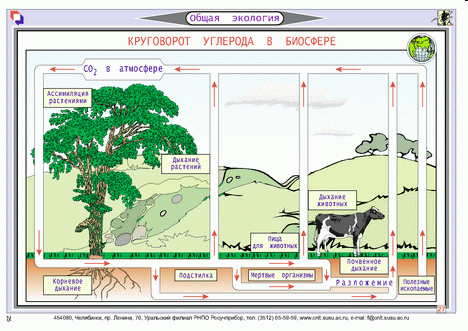 Общая экология
КРУГОВОРОТ УГЛЕРОДА В БИОСФЕРЕ
CO2 в атмосфере
Ассимиляция
растениями
Дыхание
растений
Дыхание
животных
Пища
для животных
Почвенное
дыхание
Корневое
дыхание
Подстилка
Мертвые организмы
Разложение
Полезные
ископаемые
27
454080, Челябинск, пр. Ленина, 76, Уральский филиал РНПО Росучприбор, тел. (3512) 65-59-59, www.cnit.susu.ac.ru, e-mail: ff@cnit.susu.ac.ru